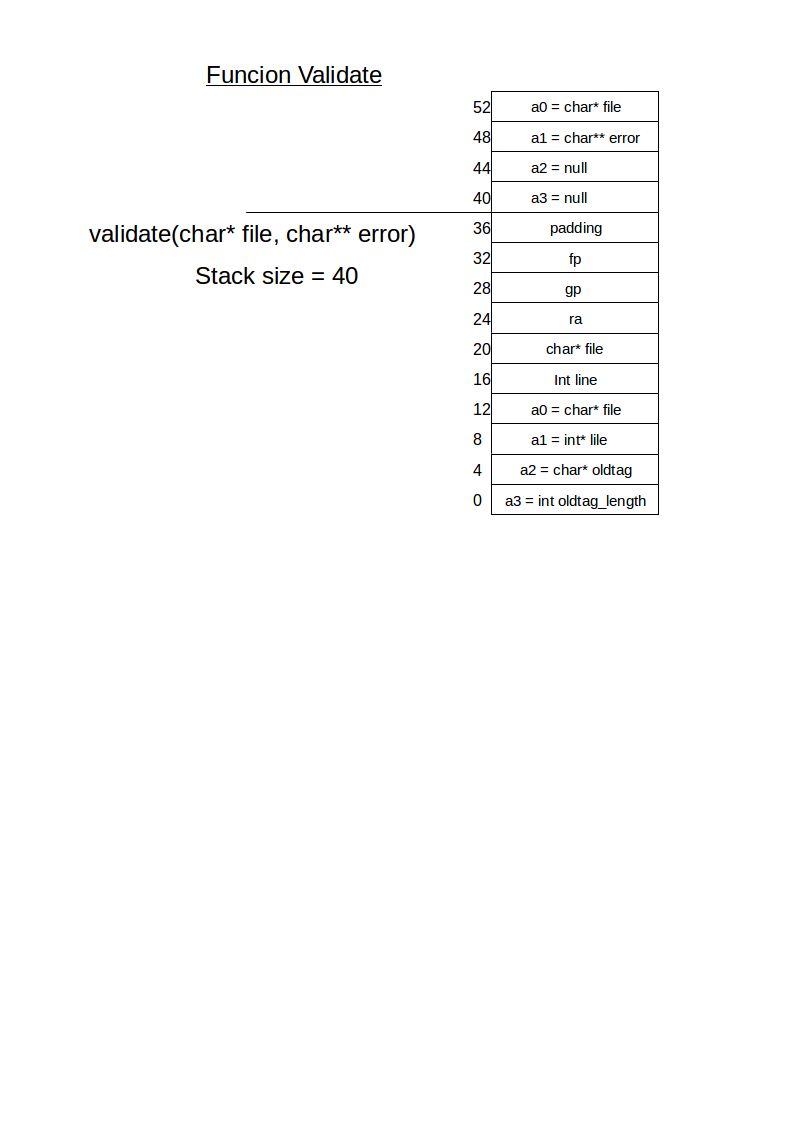 Funcion Validate
52 a0 = char* file
48 a1 = char** error
44 a2 = null
40 a3 = null
validate(char* file, char** error)
36 padding
Stack size = 40
32 fp
28 gp
24 ra
20 char* file
16 Int line
12 a0 = char* file
8 a1 = int* lile
4 a2 = char* oldtag
0 a3 = int oldtag_length